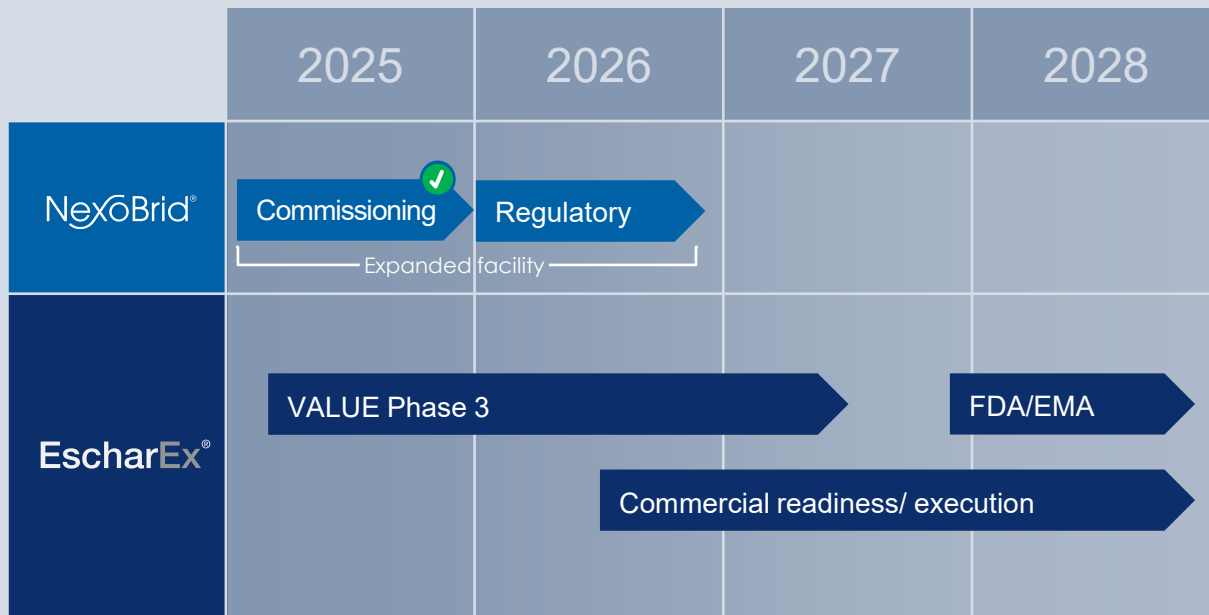 2025 2026 2027 2028
NexoBrid®
Commissioning Regulatory
Expanded facility
EscharEx®
VALUE Phase 3 FDA/EMA
Commercial readiness/ execution